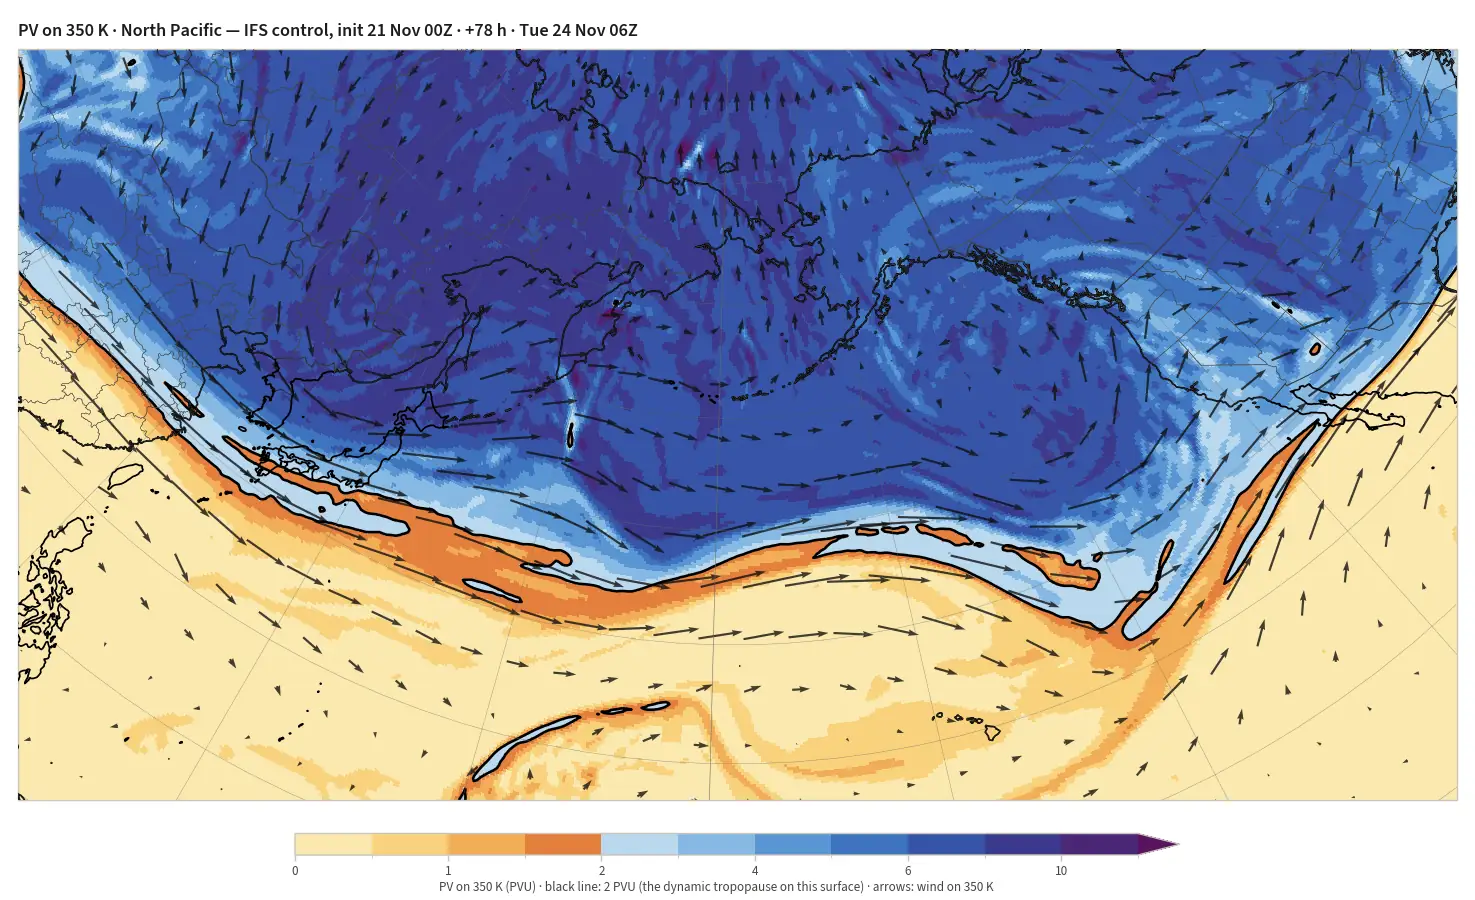 PV on 350 K · North Pacific — IFS control, init 21 Nov 00Z · +78 h · Tue 24 Nov 06Z
0 1 2 4 6 10
PV on 350 K (PVU) · black line: 2 PVU (the dynamic tropopause on this surface) · arrows: wind on 350 K